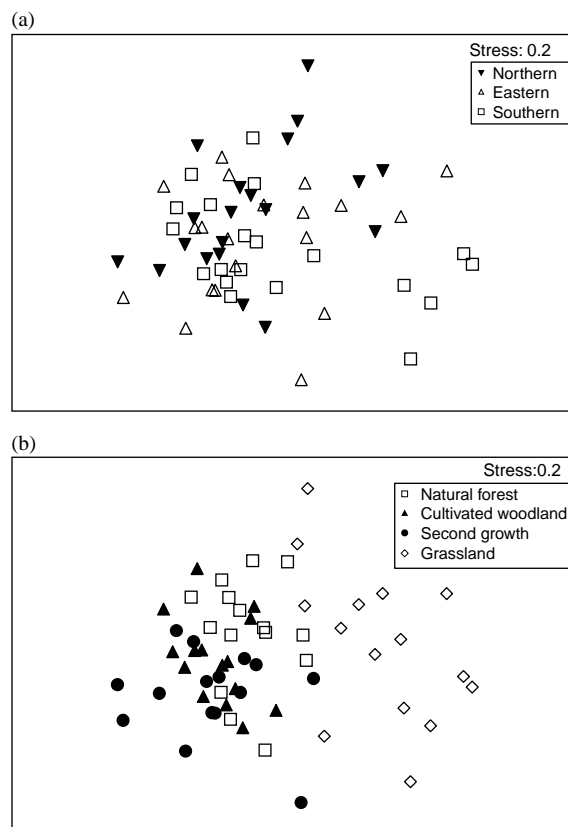 (a)
Stress: 0.2
Northern
Eastern
Southern
(b)
Stress:0.2
Natural forest
Cultivated woodland
Second growth
Grassland